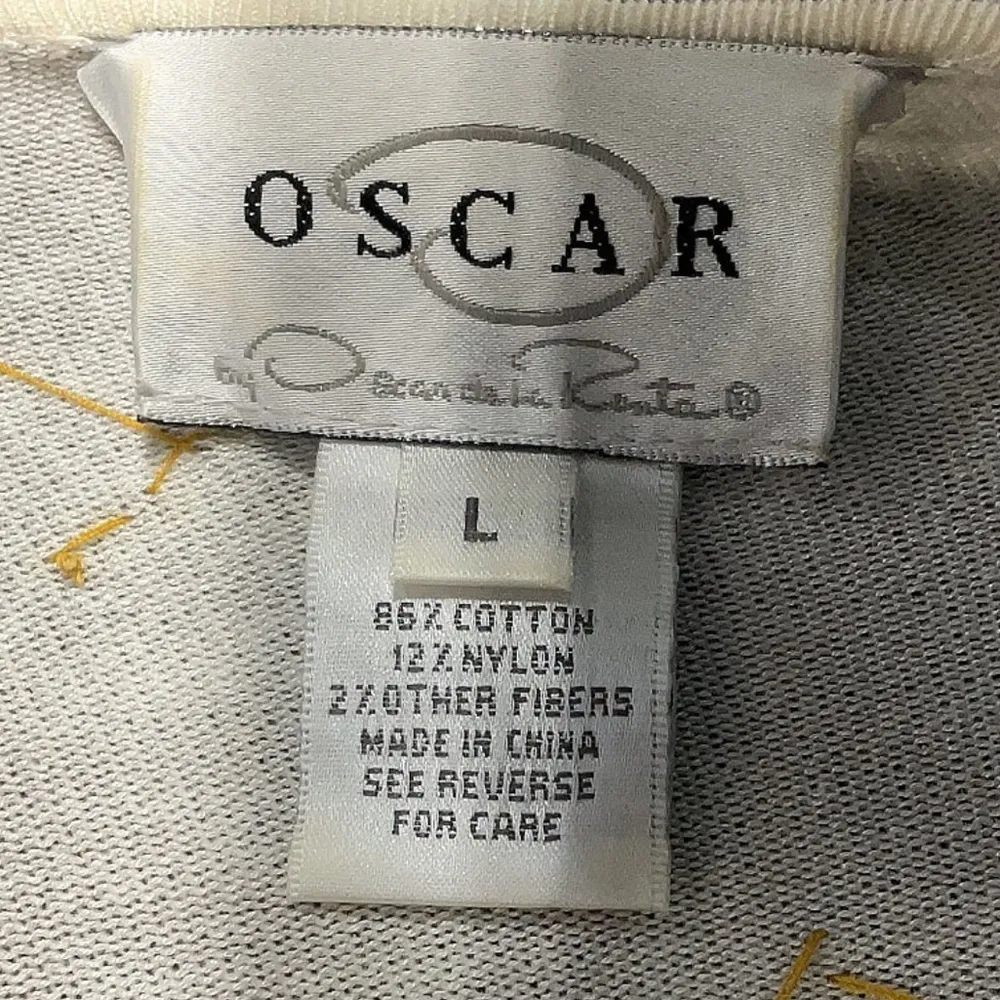 OSCAR
by Oscar de la Renta ®
L
86% COTTON
12% NYLON
2% OTHER FIBERS
MADE IN CHINA
SEE REVERSE
FOR CARE